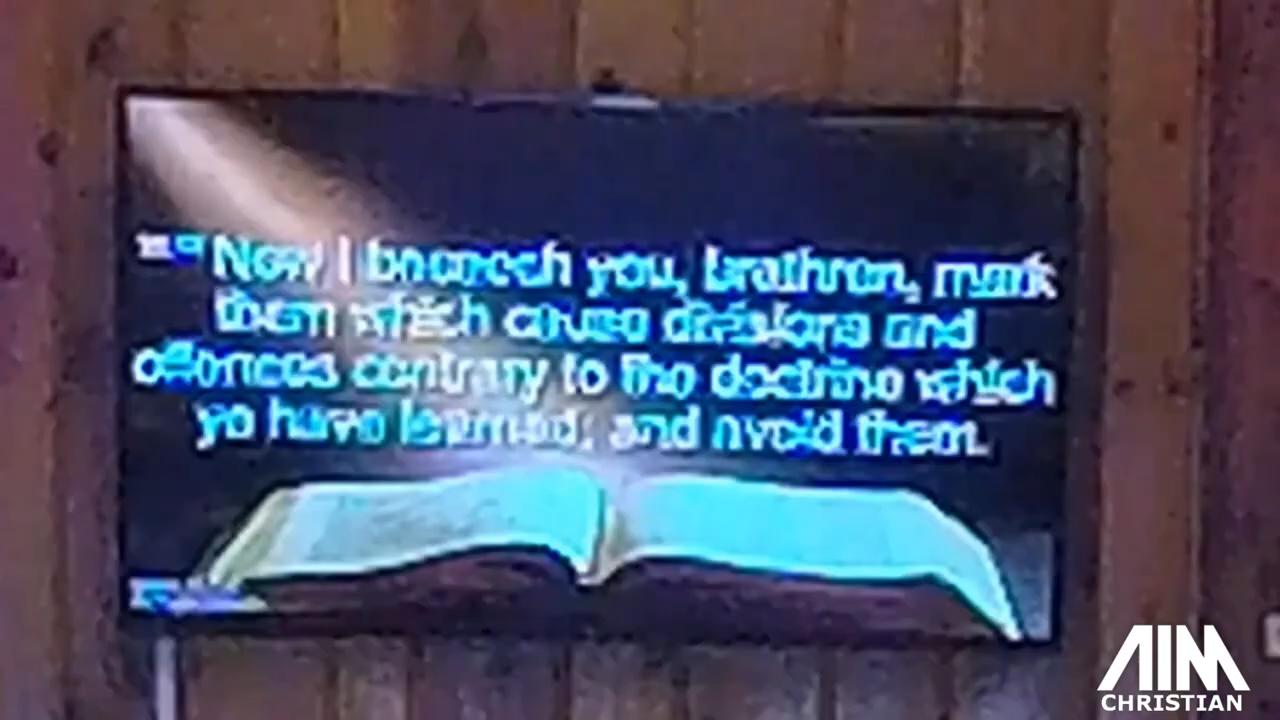 Now I beseech you, brethren, mark
them which cause divisions and
offences contrary to the doctrine which
ye have learned; and avoid them.
AIM
CHRISTIAN